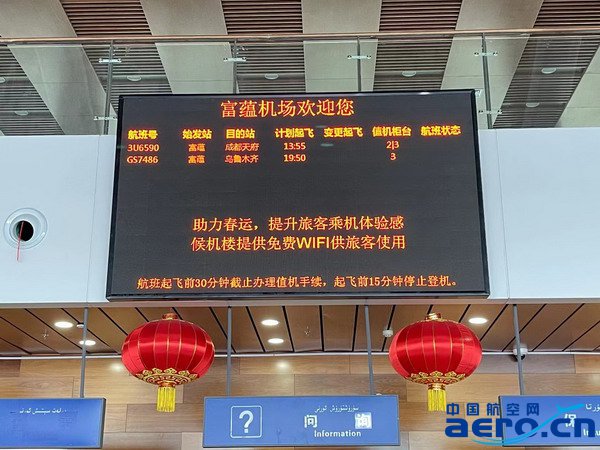 富蕴机场欢迎您
航班号 始发站 目的站 计划起飞 变更起飞 值机柜台 航班状态
3U6590 富蕴 成都天府 13:55 2|3
GS7486 富蕴 乌鲁木齐 19:50 3
助力春运，提升旅客乘机体验感
候机楼提供免费WIFI供旅客使用
航班起飞前30分钟截止办理值机手续，起飞前15分钟停止登机。
? 问 询
Information
中国航空网
aero.cn